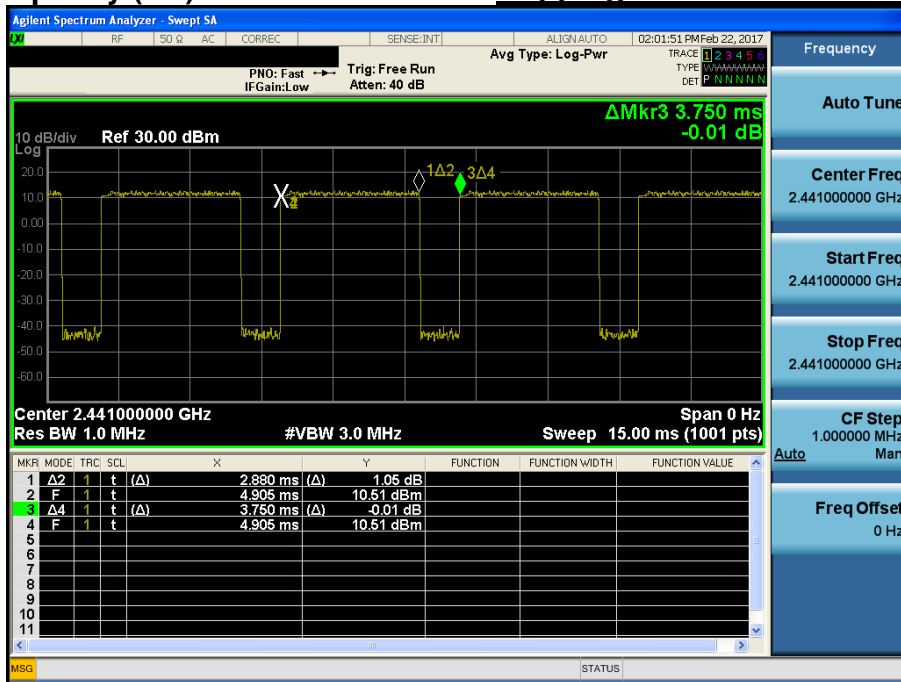 Agilent Spectrum Analyzer - Swept SA
LXI RF 50 Ω AC CORREC SENSE:INT ALIGN AUTO 02:01:51 PM Feb 22, 2017
PNO: Fast Trig: Free Run Avg Type: Log-Pwr TRACE 1 2 3 4 5 6
IFGain:Low Atten: 40 dB TYPE WWWWWW
DET P N N N N N
ΔMkr3 3.750 ms
-0.01 dB
10 dB/div Ref 30.00 dBm
Log
20.0
10.0
0.00
-10.0
-20.0
-30.0
-40.0
-50.0
-60.0
1Δ2 3Δ4
X
Center 2.441000000 GHz Span 0 Hz
Res BW 1.0 MHz #VBW 3.0 MHz Sweep 15.00 ms (1001 pts)
MKR MODE TRC SCL X Y FUNCTION FUNCTION WIDTH FUNCTION VALUE
1 Δ2 1 t (Δ) 2.880 ms (Δ) 1.05 dB
2 F 1 t 4.905 ms 10.51 dBm
3 Δ4 1 t (Δ) 3.750 ms (Δ) -0.01 dB
4 F 1 t 4.905 ms 10.51 dBm
5
6
7
8
9
10
11
MSG STATUS
Frequency
Auto Tune
Center Freq
2.441000000 GHz
Start Freq
2.441000000 GHz
Stop Freq
2.441000000 GHz
CF Step
1.000000 MHz
Auto Man
Freq Offset
0 Hz